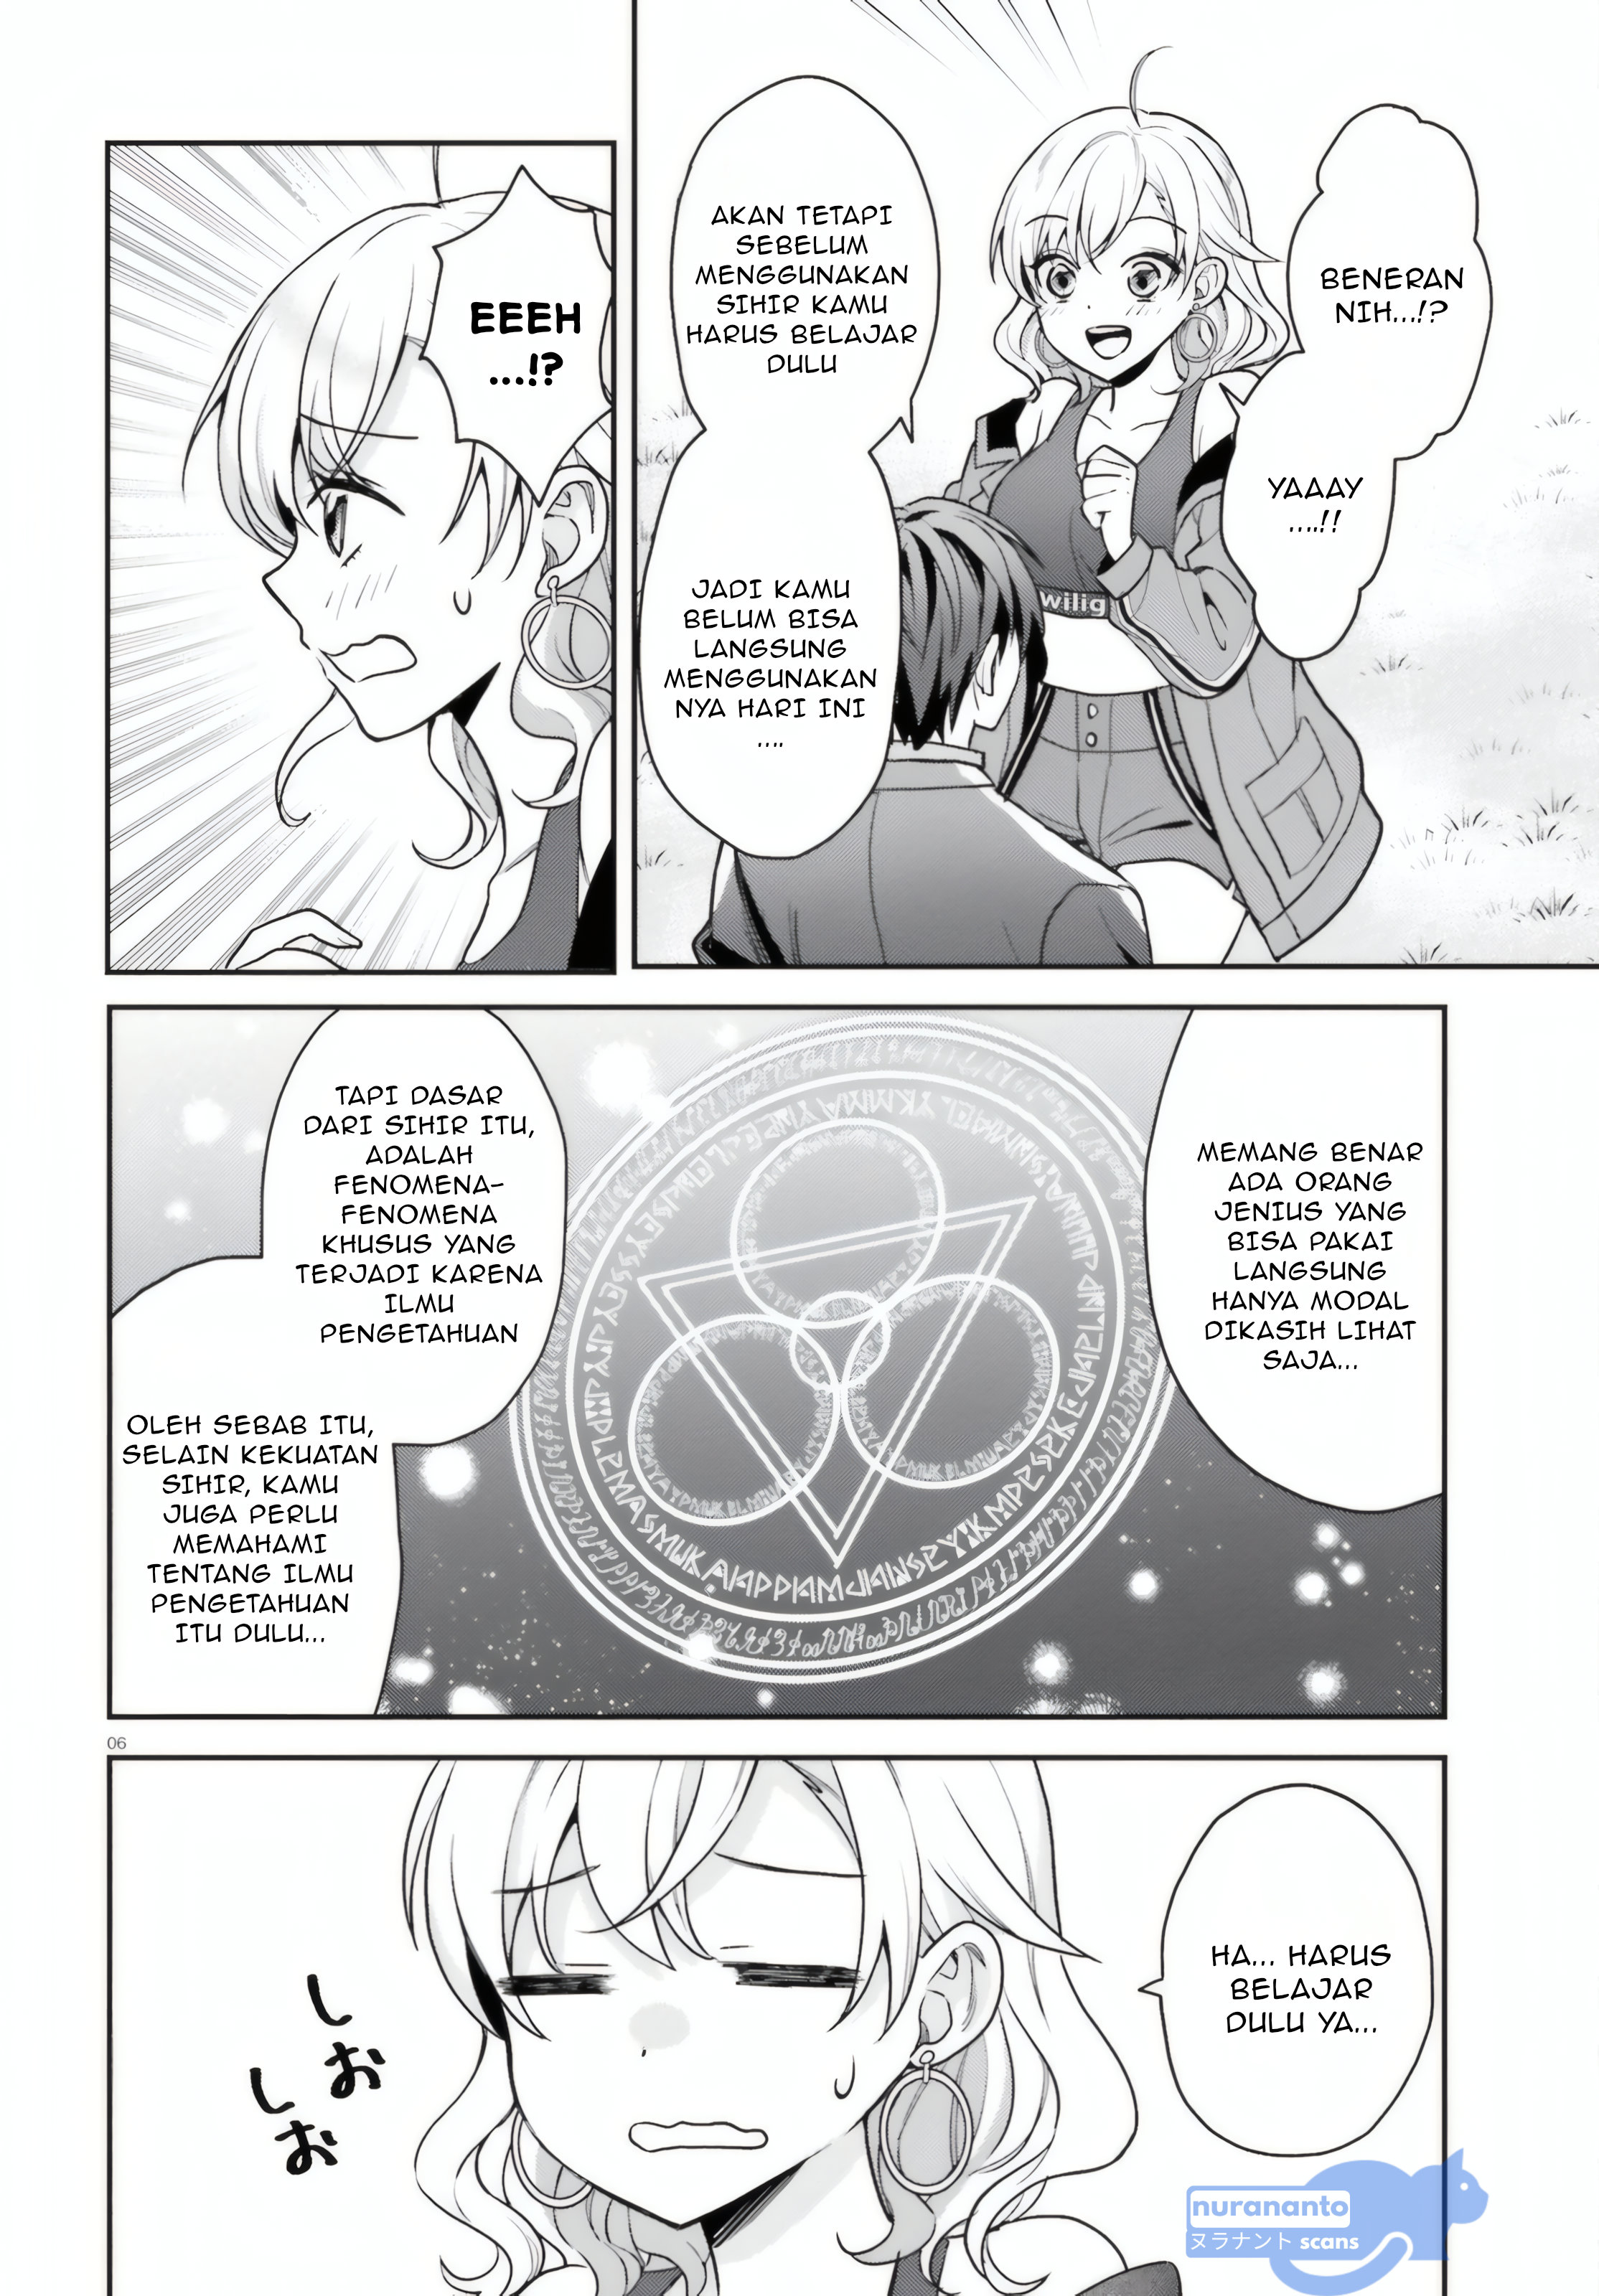 BENERAN
NIH...!?
YAAAY
....!!
AKAN TETAPI
SEBELUM
MENGGUNAKAN
SIHIR KAMU
HARUS BELAJAR
DULU
JADI KAMU
BELUM BISA
LANGSUNG
MENGGUNAKAN
NYA HARI INI
....
wilig
EEEH
...!?
MEMANG BENAR
ADA ORANG
JENIUS YANG
BISA PAKAI
LANGSUNG
HANYA MODAL
DIKASIH LIHAT
SAJA...
TAPI DASAR
DARI SIHIR ITU,
ADALAH
FENOMENA-
FENOMENA
KHUSUS YANG
TERJADI KARENA
ILMU
PENGETAHUAN
OLEH SEBAB ITU,
SELAIN KEKUATAN
SIHIR, KAMU
JUGA PERLU
MEMAHAMI
TENTANG ILMU
PENGETAHUAN
ITU DULU...
06
HA... HARUS
BELAJAR
DULU YA...
しお
しお
nurananto
ヌラナント scans